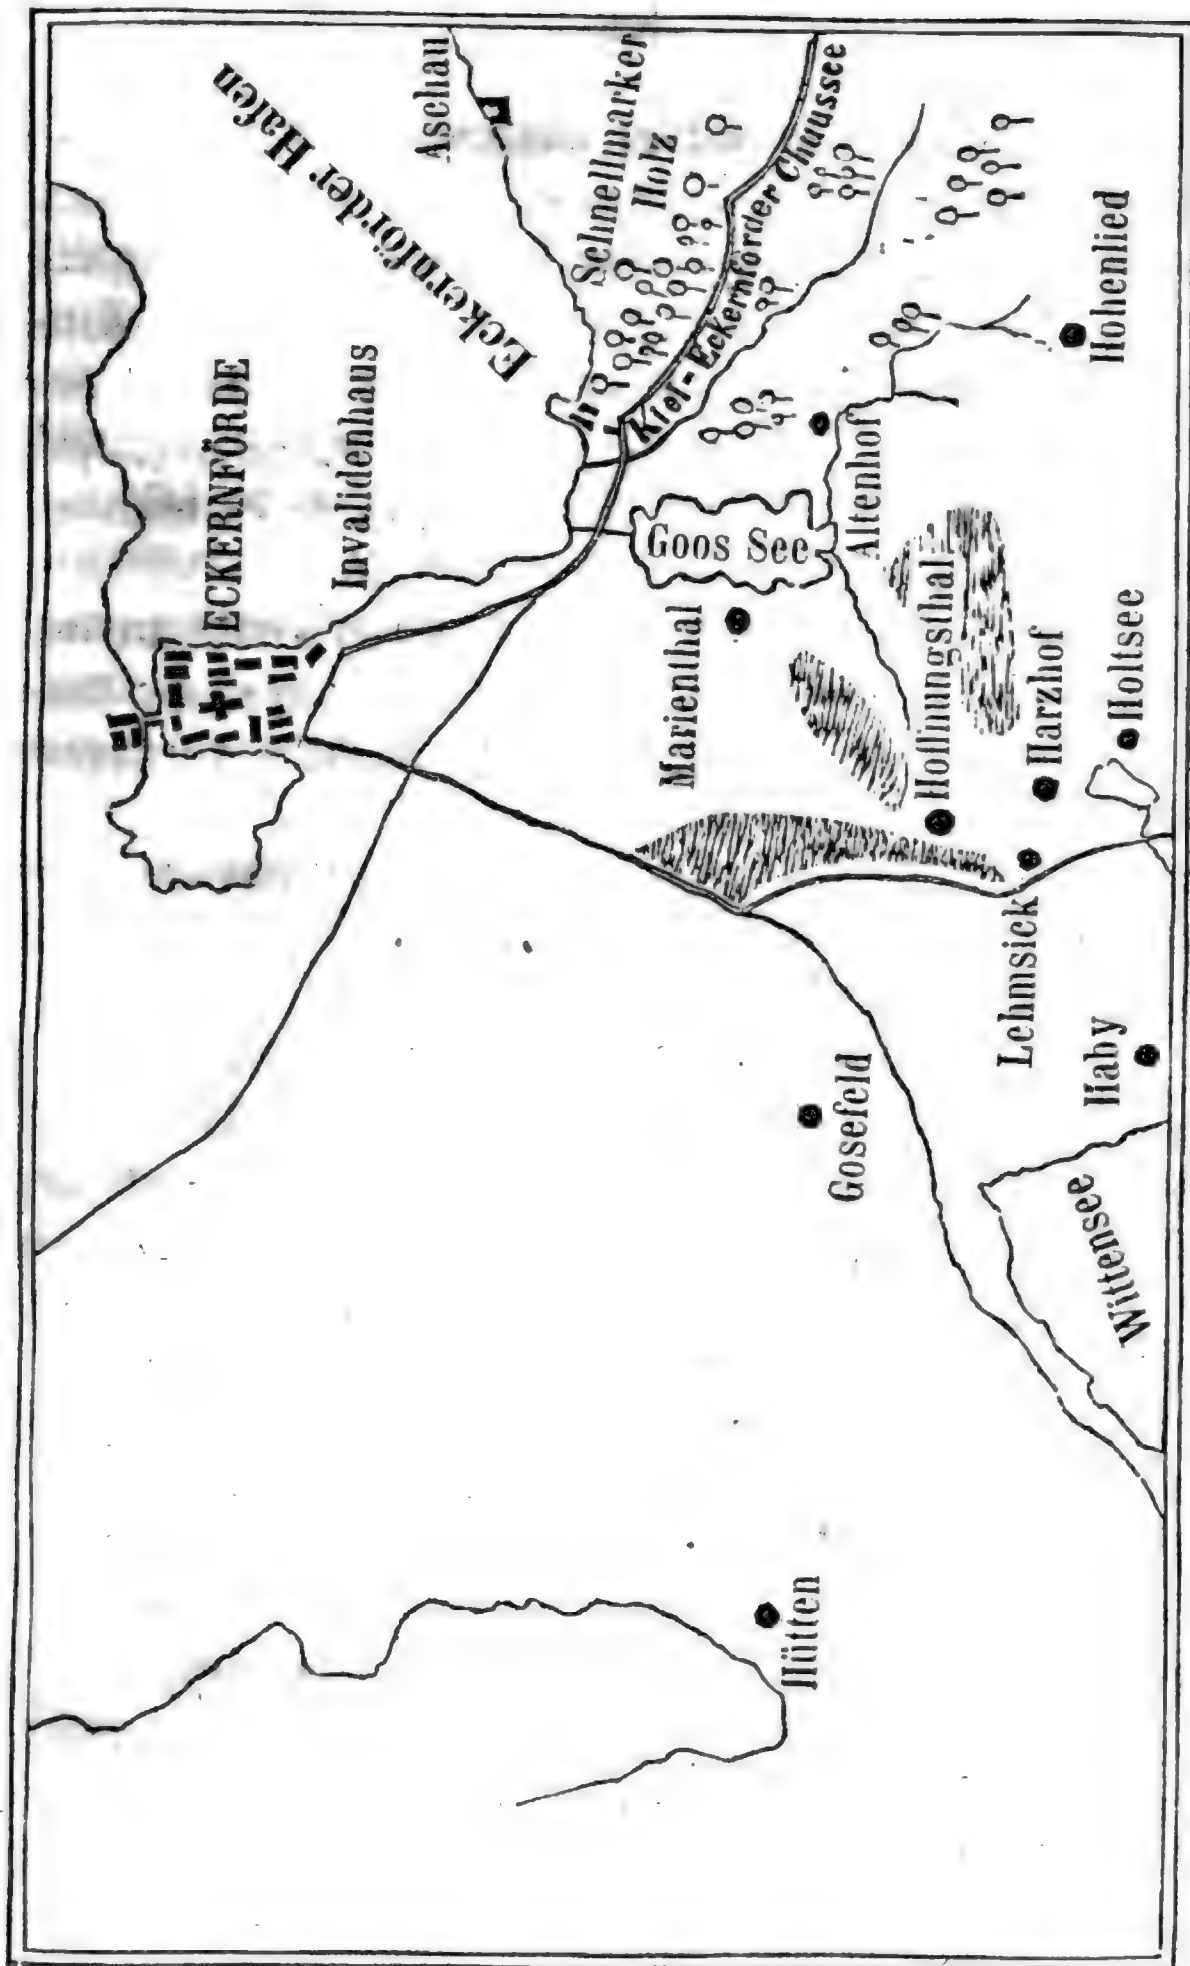 Eckernförder Hafen
Aschau
Schnellmarker
Holz
Kiel-Eckernförder Chaussee
ECKERNFÖRDE
Invalidenhaus
Goos See
Altenhof
Hohenlied
Marienthal
Hoffnungsthal
Harzhof
Holtsee
Lehmsick
Haby
Gosefeld
Wittensee
Hütten